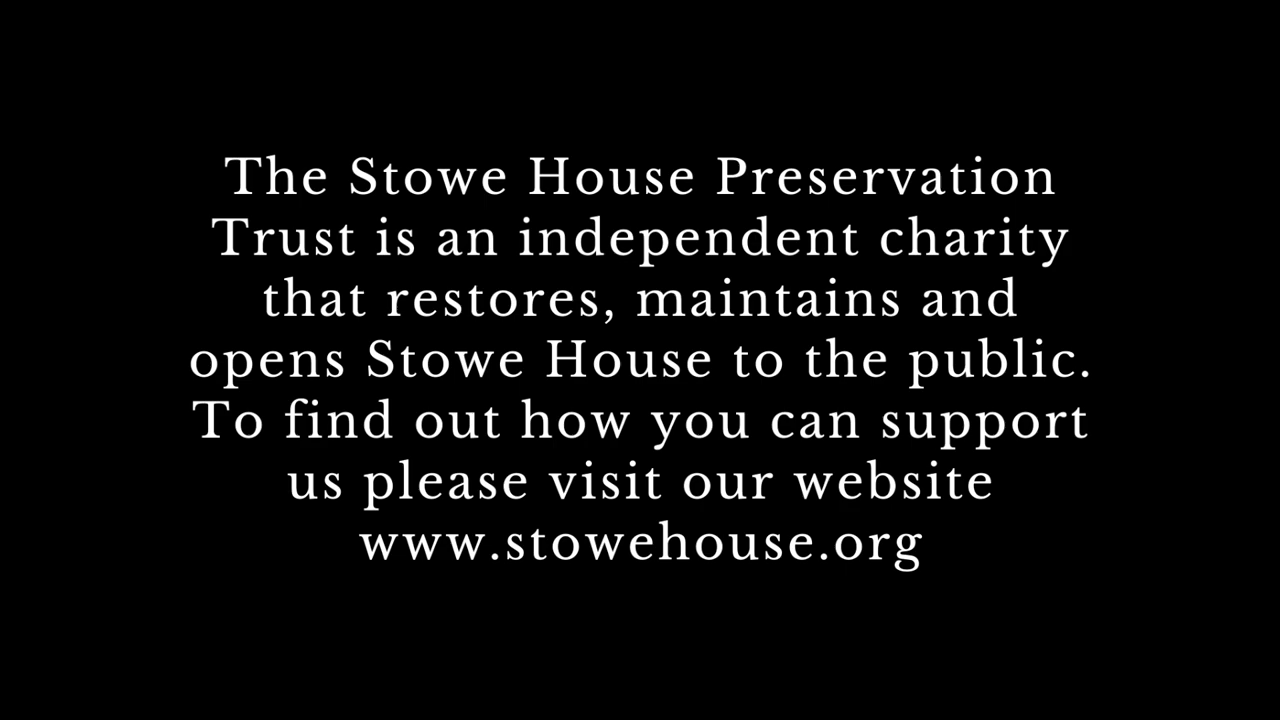 The Stowe House Preservation
Trust is an independent charity
that restores, maintains and
opens Stowe House to the public.
To find out how you can support
us please visit our website
www.stowehouse.org